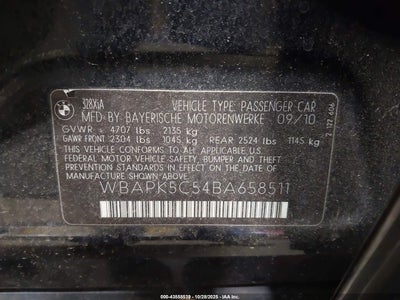 328XiA VEHICLE TYPE: PASSENGER CAR
MFD BY BAYERISCHE MOTORENWERKE 09/10
GVWR = 4707 lbs. 2135 kg
GAWR FRONT: 2304 lbs 1045 kg REAR 2524 lbs 1145 kg
THIS VEHICLE CONFORMS TO ALL APPLICABLE
FEDERAL MOTOR VEHICLE SAFETY, BUMPER AND THEFT
PREVENTION STANDARDS IN EFFECT ON THE DATE
OF MANUFACTURE SHOWN ABOVE.
WBAPK5C54BA658511